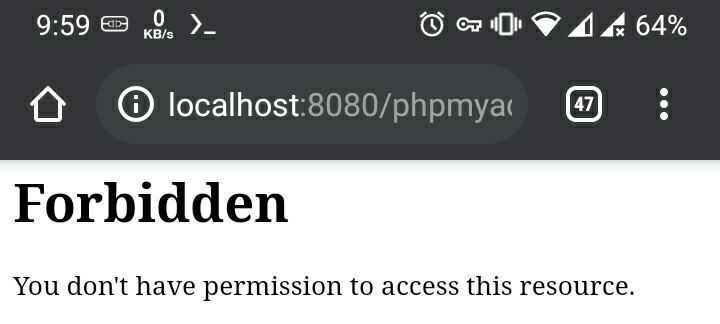 9:59 0 KB/s 64%
localhost:8080/phpmya
47
Forbidden
You don't have permission to access this resource.